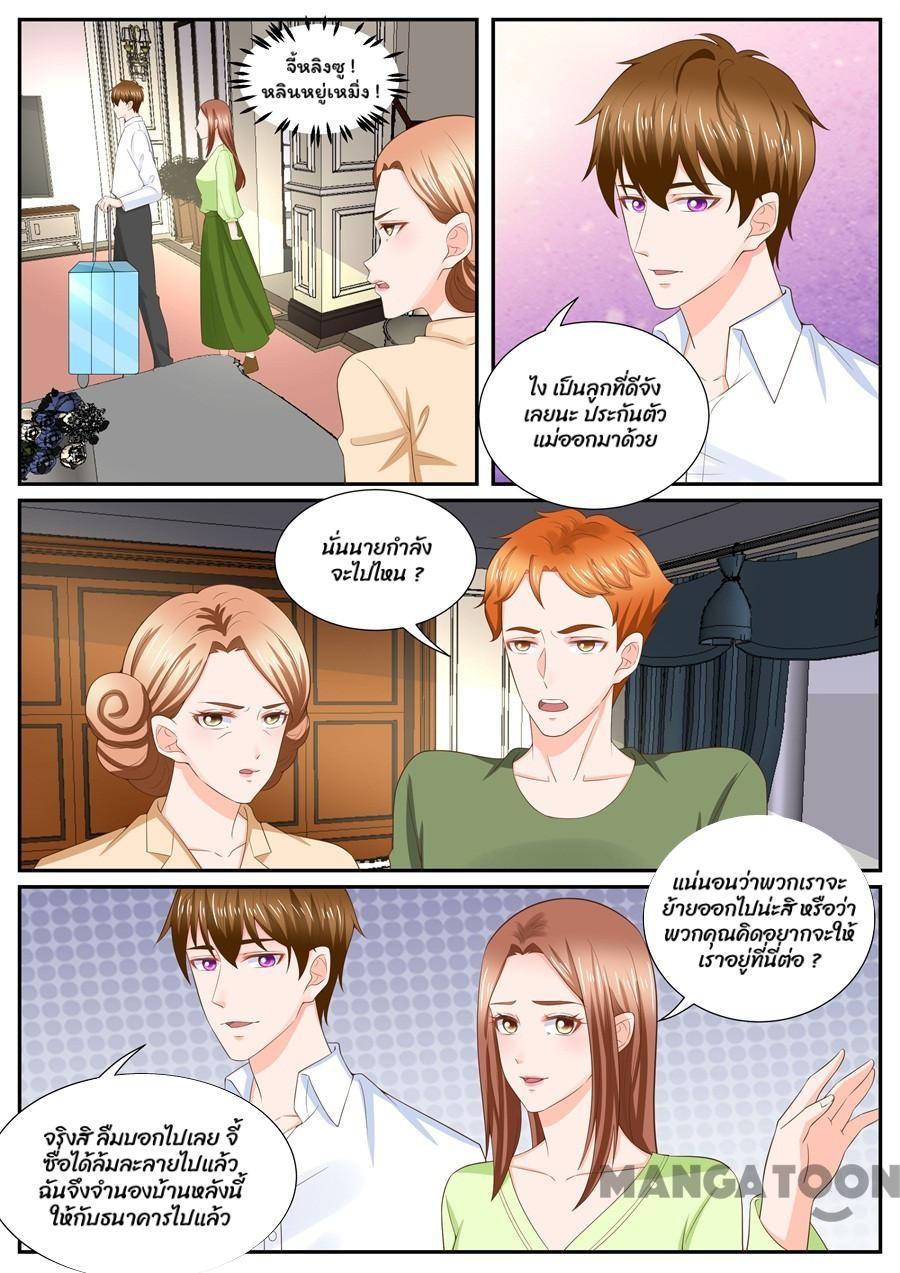 จี้หลิงซู !
หลินหยู่เหมิ่ง !
ไง เป็นลูกที่ดีจัง
เลยนะ ประกันตัว
แม่ออกมาด้วย
นั่นนายกำลัง
จะไปไหน ?
แน่นอนว่าพวกเราจะ
ย้ายออกไปน่ะสิ หรือว่า
พวกคุณคิดอยากจะให้
เราอยู่ที่นี่ต่อ ?
จริงสิ ลืมบอกไปเลย จี้
ซื่อได้ล้มละลายไปแล้ว
ฉันจึงจำนองบ้านหลังนี้
ให้กับธนาคารไปแล้ว
MANGATOON